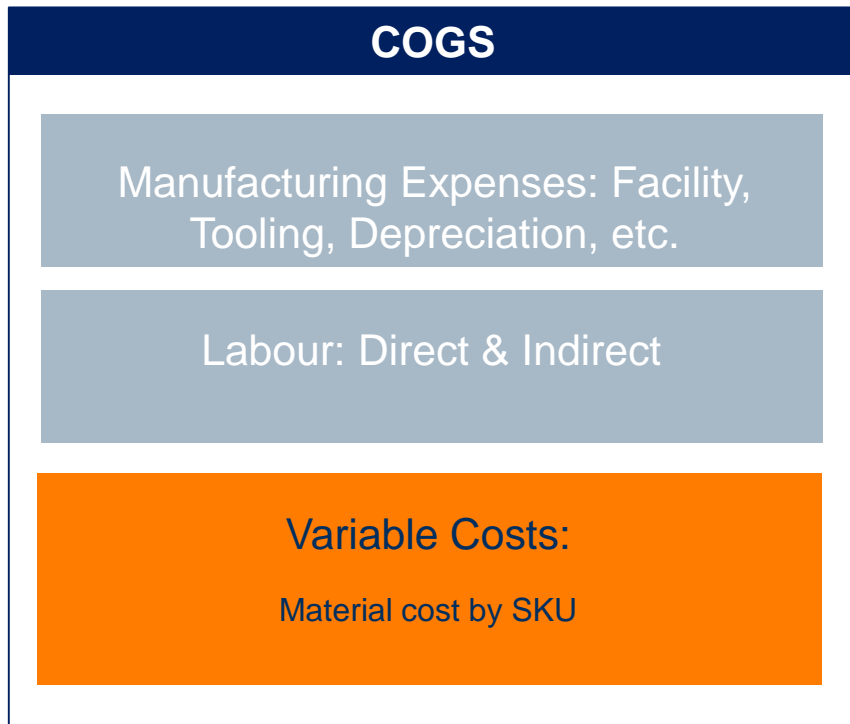 COGS
Manufacturing Expenses: Facility,
Tooling, Depreciation, etc.
Labour: Direct & Indirect
Variable Costs:
Material cost by SKU